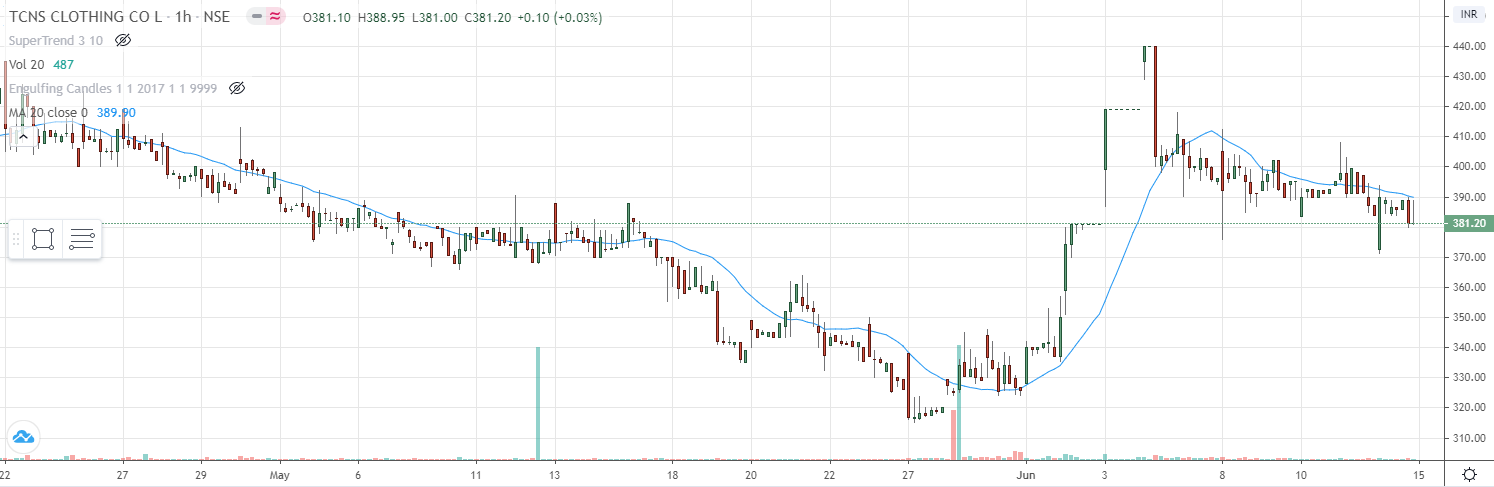 TCNS CLOTHING CO L · 1h · NSE O381.10 H388.95 L381.00 C381.20 +0.10 (+0.03%)
SuperTrend 3 10
Vol 20 487
Engulfing Candles 1 1 2017 1 1 9999
MA 20 close 0 389.90
INR
440.00
430.00
420.00
410.00
400.00
390.00
381.20
370.00
360.00
350.00
340.00
330.00
320.00
310.00
22 27 29 May 6 11 13 18 20 22 27 Jun 3 8 10 15